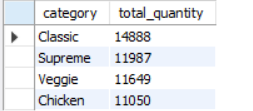 category total_quantity
Classic 14888
Supreme 11987
Veggie 11649
Chicken 11050